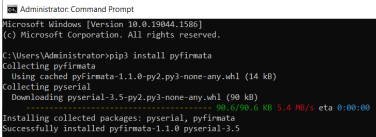 Administrator: Command Prompt
Microsoft Windows [Version 10.0.19044.1586]
(c) Microsoft Corporation. All rights reserved.
C:\Users\Administrator>pip3 install pyfirmata
Collecting pyfirmata
Using cached pyFirmata-1.1.0-py2.py3-none-any.whl (14 kB)
Collecting pyserial
Downloading pyserial-3.5-py2.py3-none-any.whl (90 kB)
---------------------------------------- 90.6/90.6 KB 5.4 MB/s eta 0:00:00
Installing collected packages: pyserial, pyfirmata
Successfully installed pyfirmata-1.1.0 pyserial-3.5